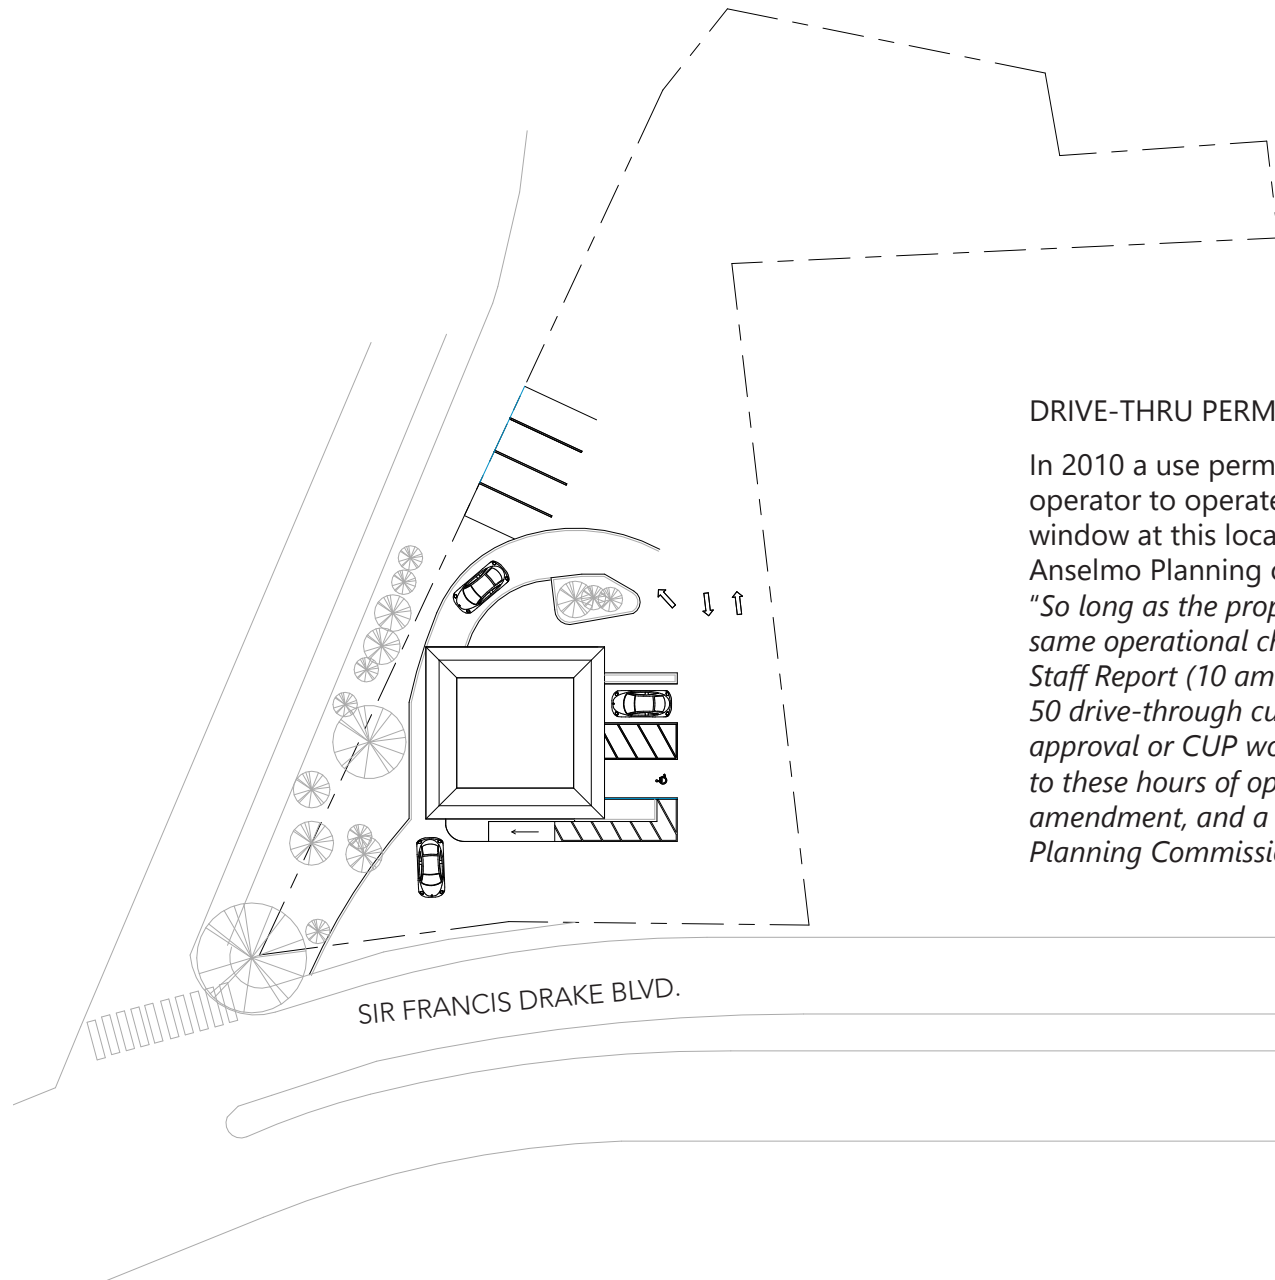 DRIVE-THRU PERM
In 2010 a use perm
operator to operate
window at this loca
Anselmo Planning
“So long as the prop
same operational ch
Staff Report (10 am
50 drive-through cu
approval or CUP wo
to these hours of op
amendment, and a
Planning Commissi
SIR FRANCIS DRAKE BLVD.